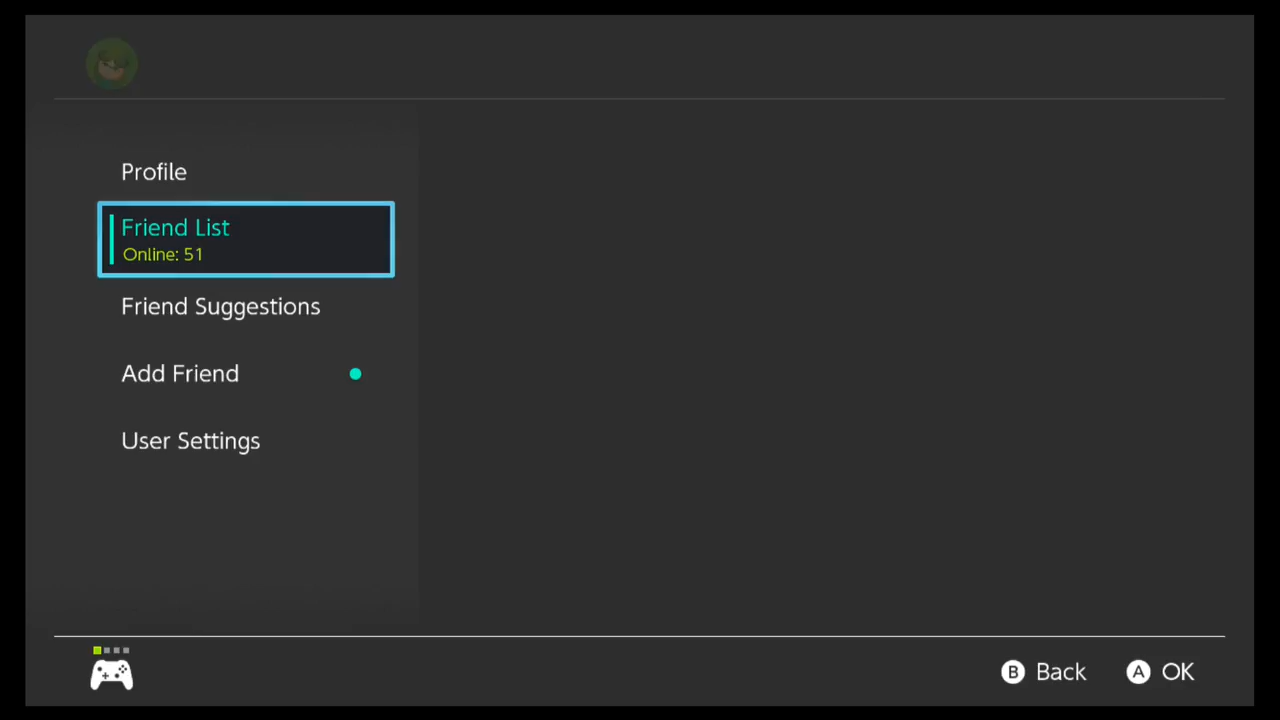 Profile
Friend List
Online: 51
Friend Suggestions
Add Friend
User Settings
B Back
A OK